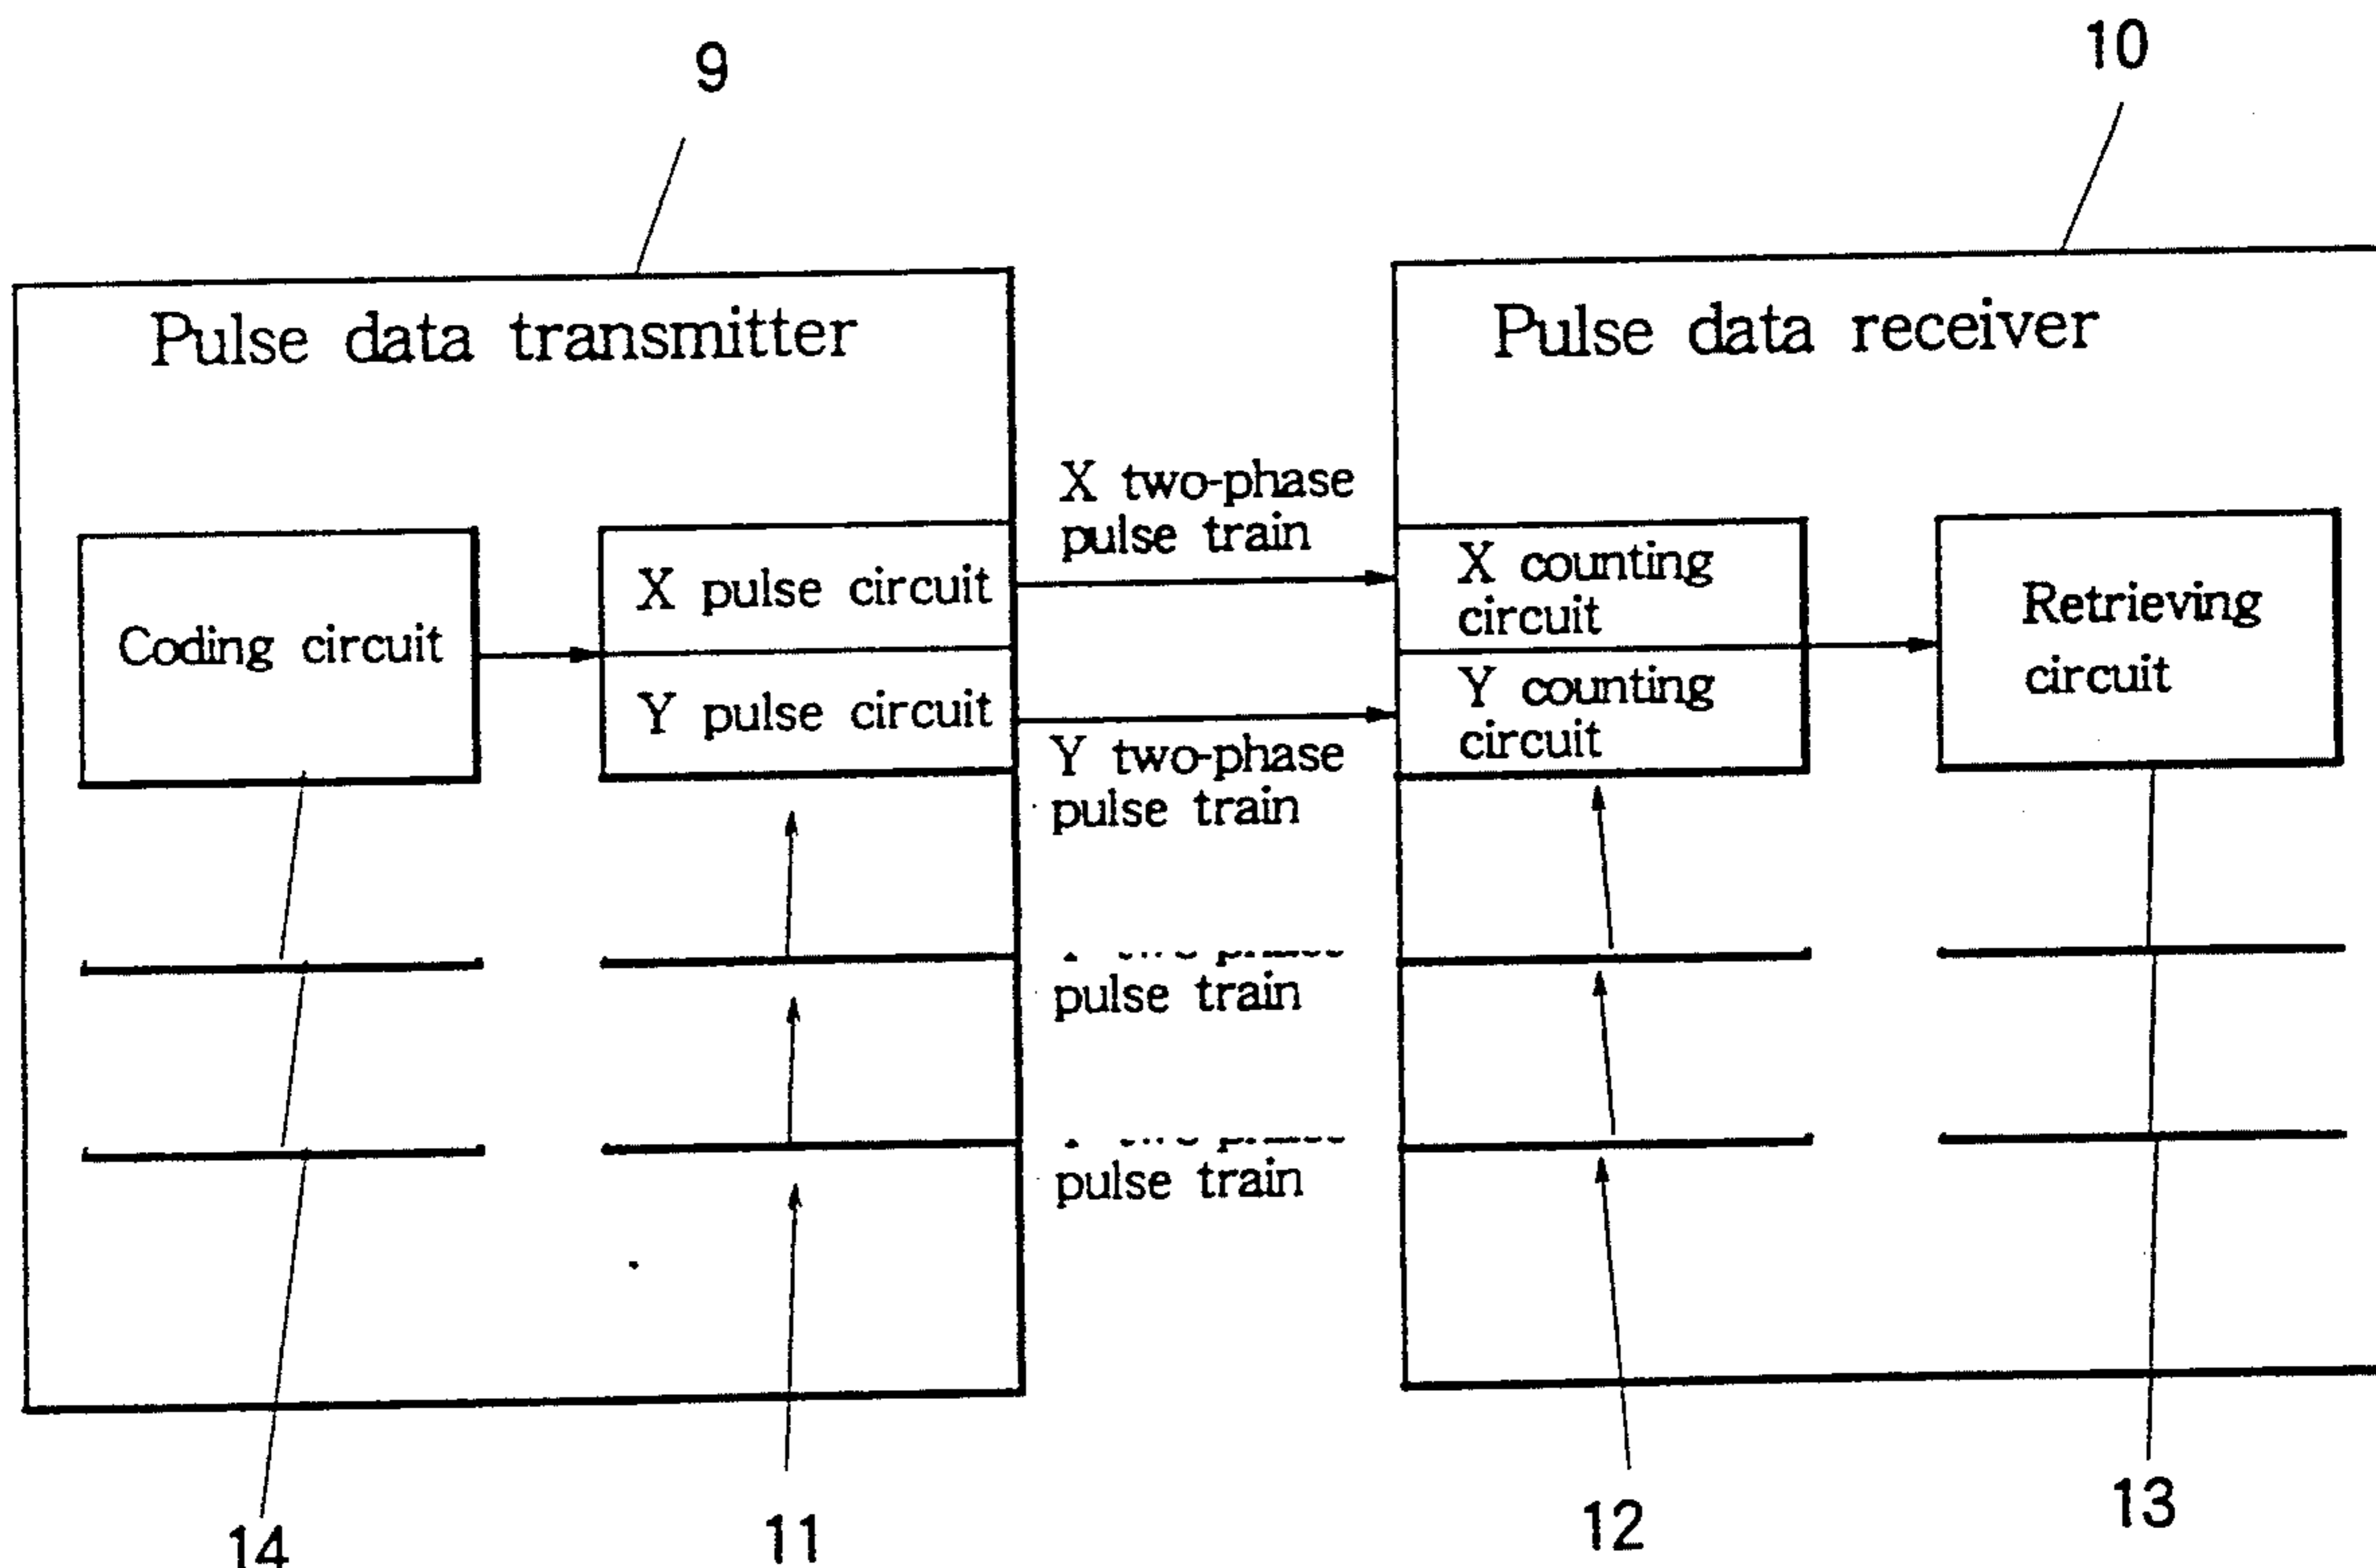 9
10
Pulse data transmitter
Pulse data receiver
X two-phase
pulse train
Coding circuit
X pulse circuit
Y pulse circuit
X counting
circuit
Y counting
circuit
Retrieving
circuit
Y two-phase
pulse train
pulse train
pulse train
14
11
12
13